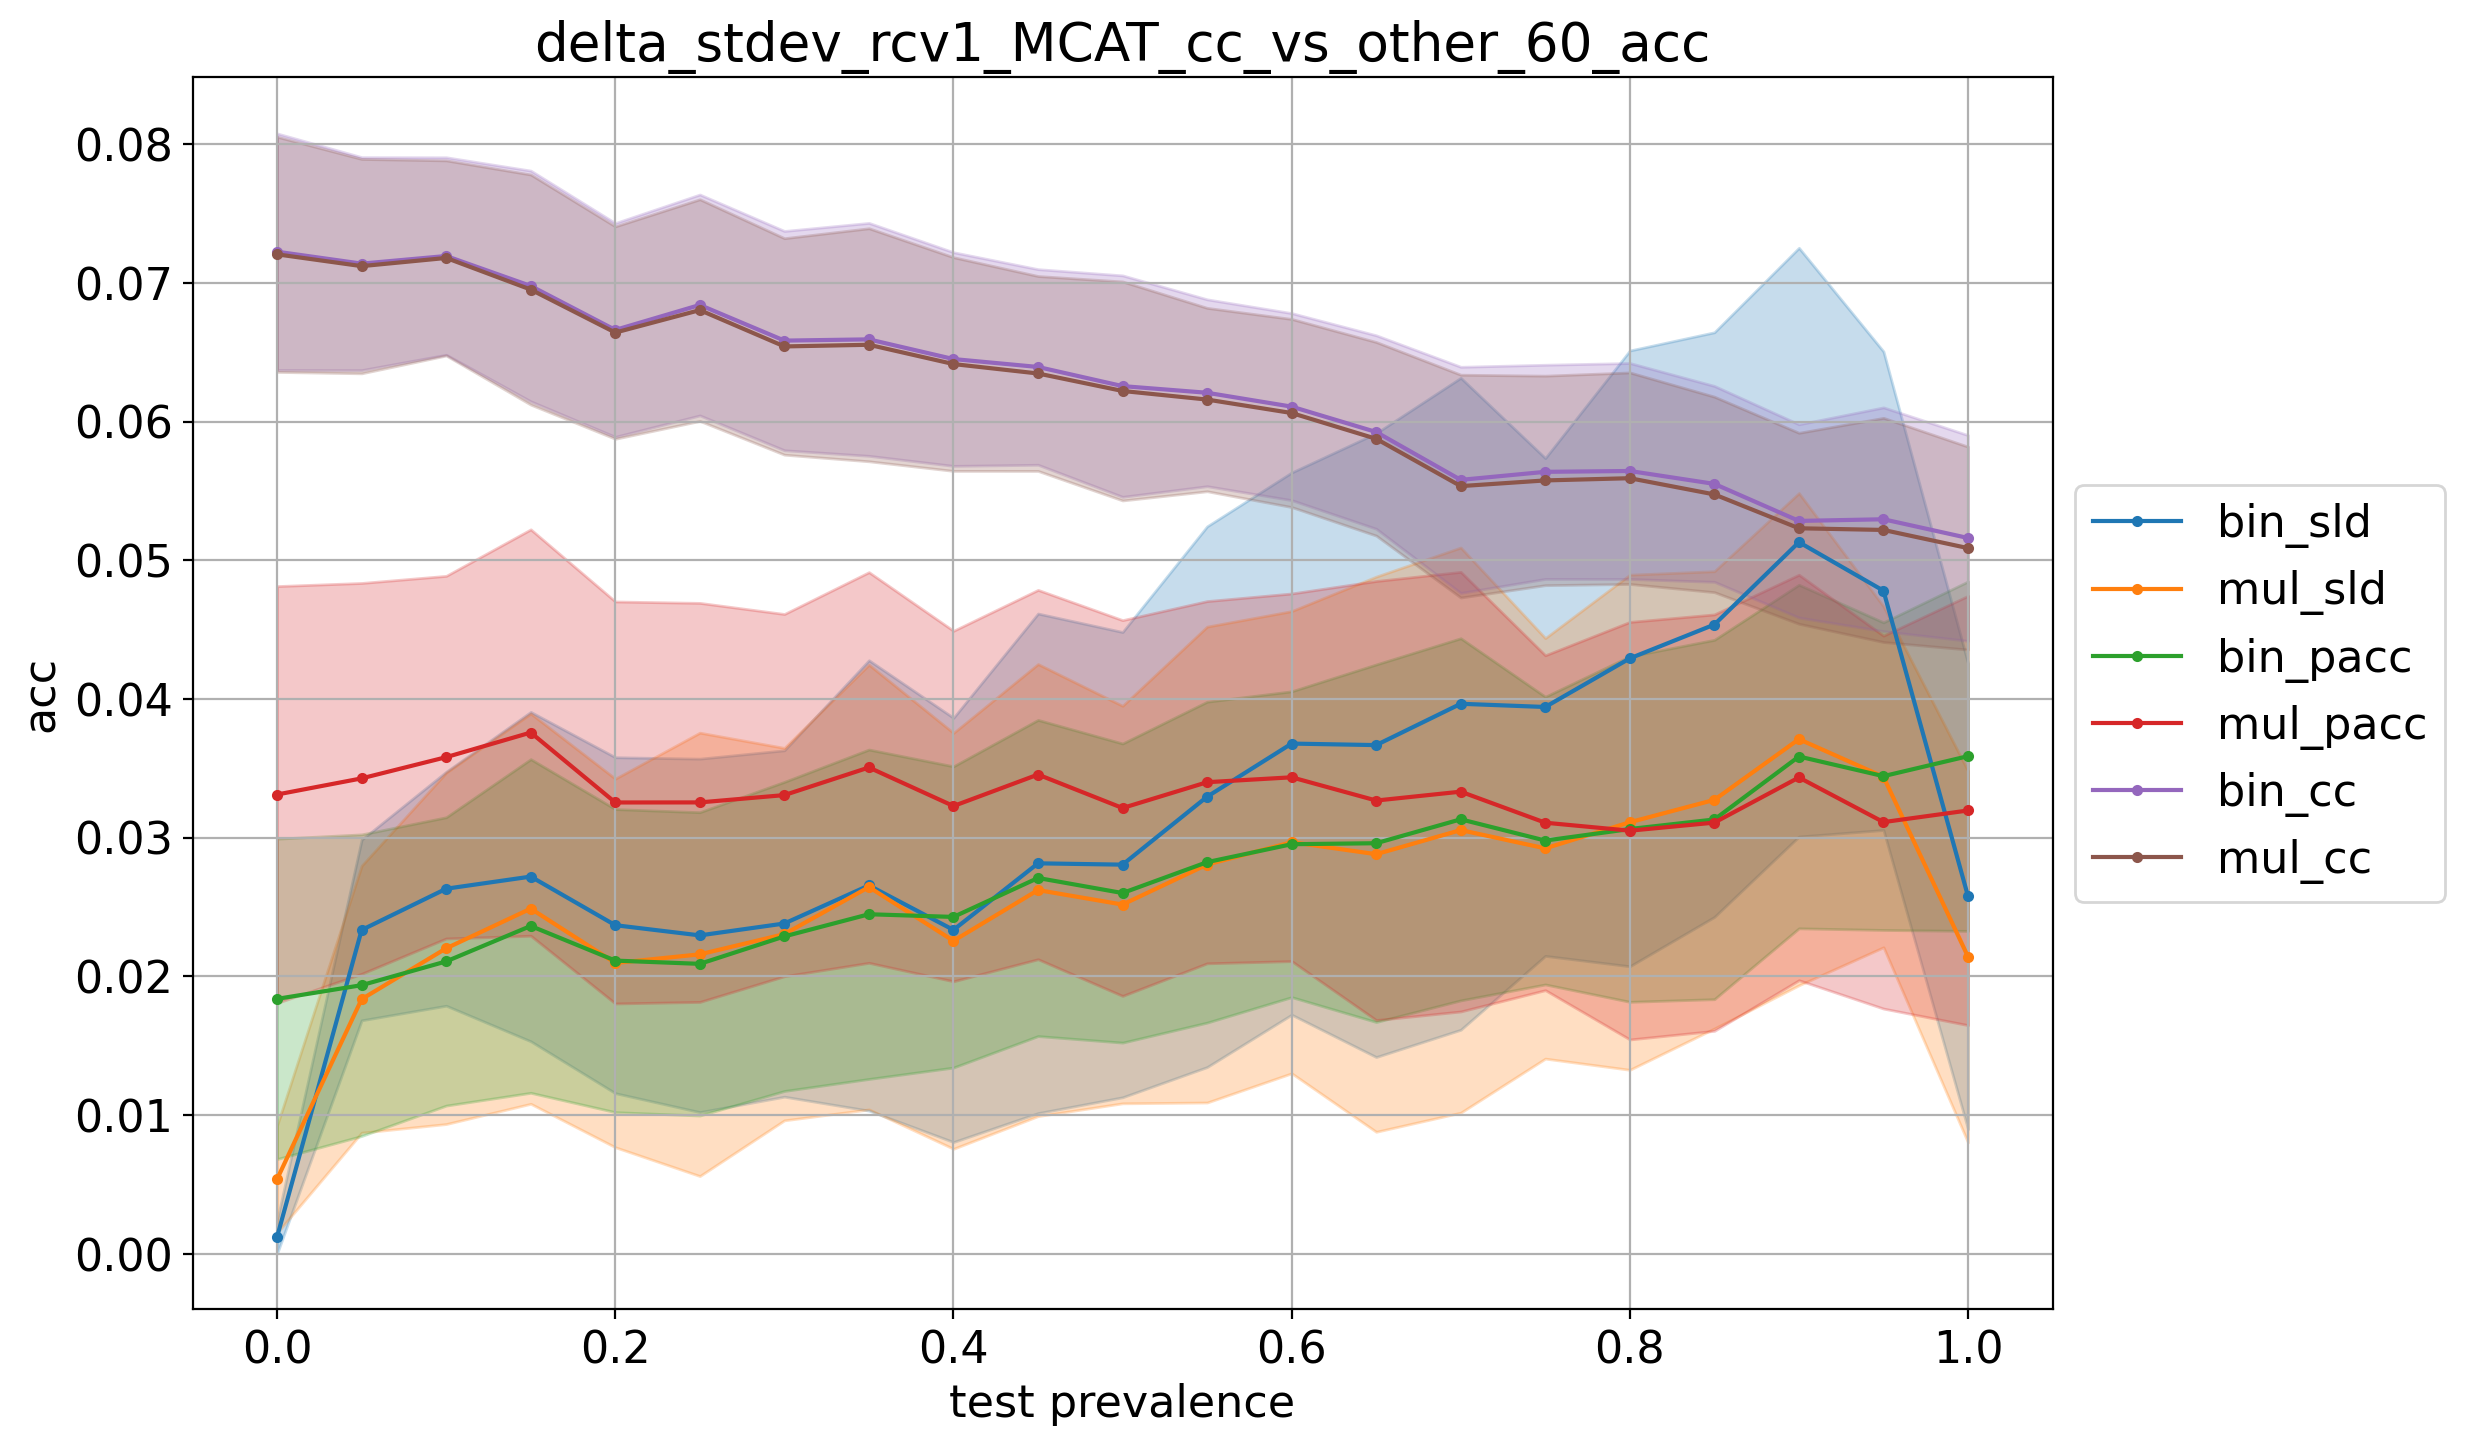 delta_stdev_rcv1_MCAT_cc_vs_other_60_acc
0.08
0.07
0.06
0.05
0.04
0.03
0.02
0.01
0.00
acc
0.0 0.2 0.4 0.6 0.8 1.0
test prevalence
bin_sld
mul_sld
bin_pacc
mul_pacc
bin_cc
mul_cc